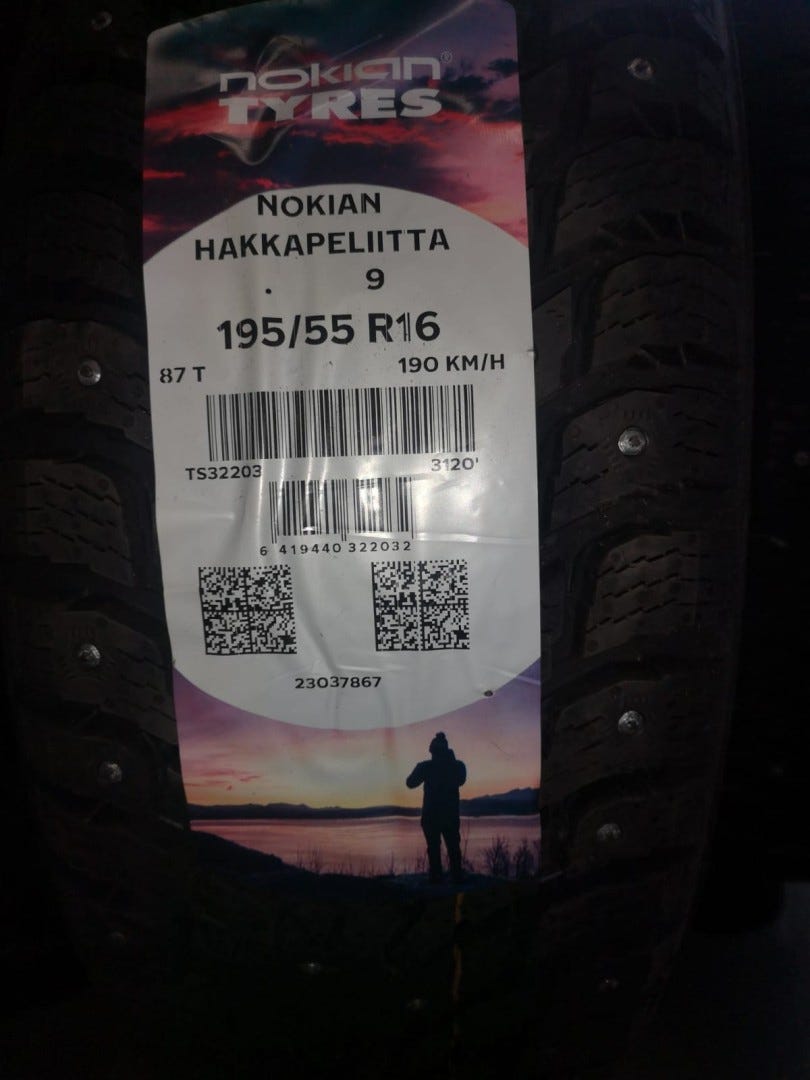 nokian®
TYRES
NOKIAN
HAKKAPELIITTA
9
195/55 R16
87 T 190 KM/H
TS32203 3120'
6 419440 322032
23037867